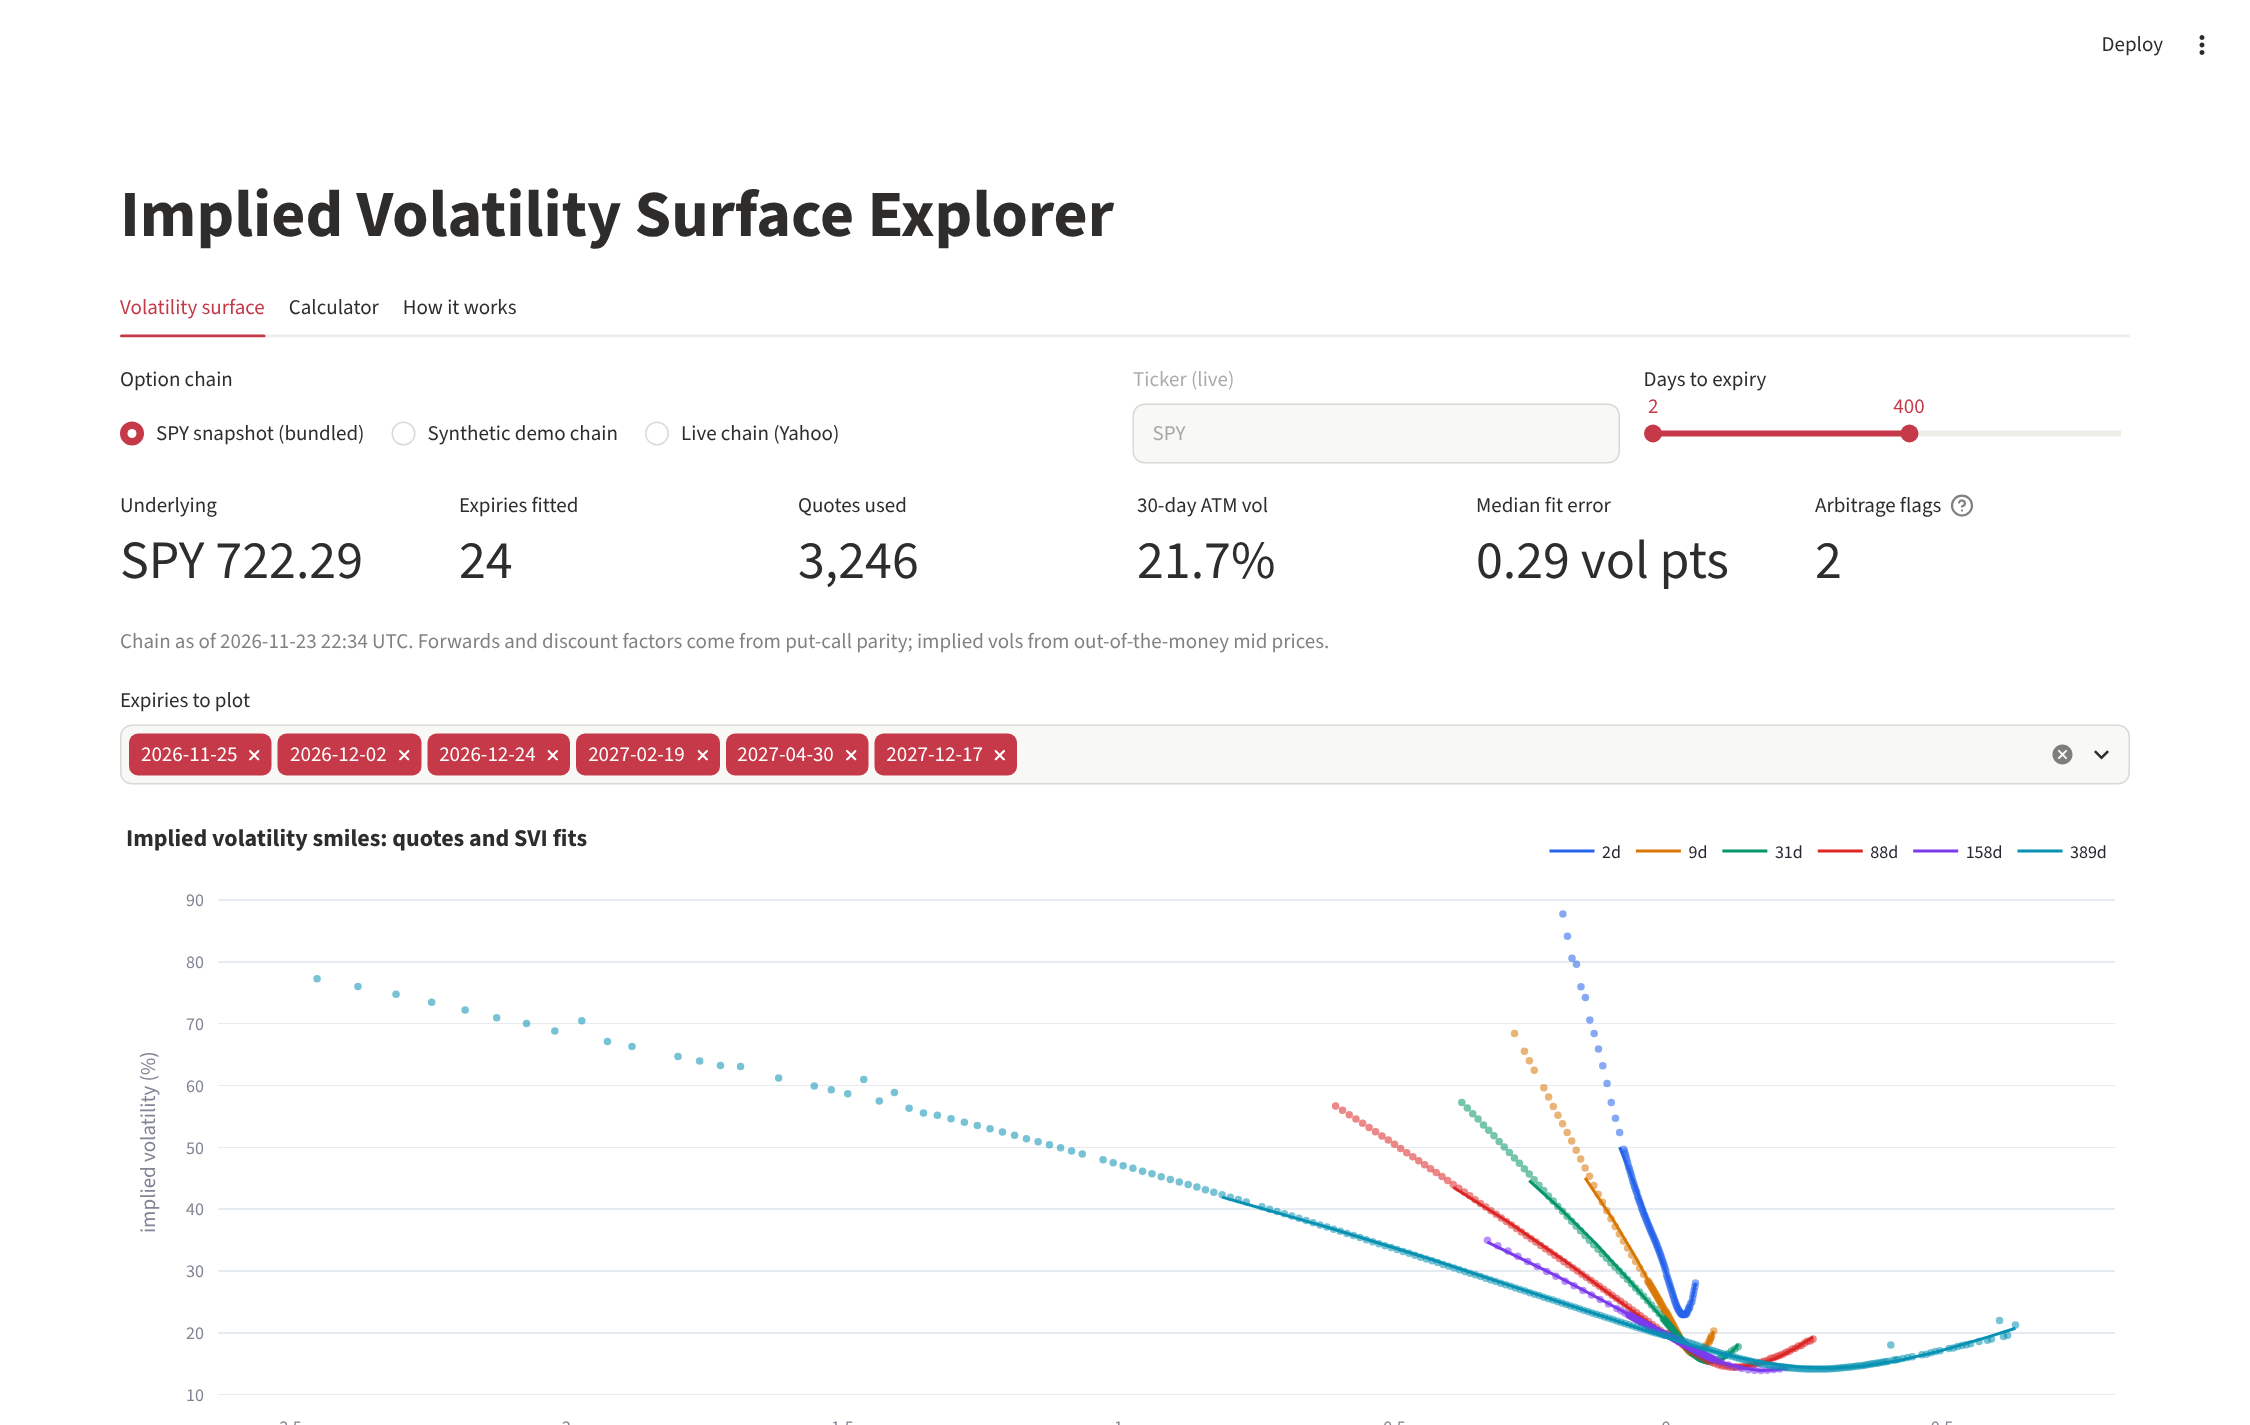 Deploy
Implied Volatility Surface Explorer
Volatility surface Calculator How it works
Option chain
SPY snapshot (bundled) Synthetic demo chain Live chain (Yahoo)
Ticker (live)
SPY
Days to expiry
2 400
Underlying
SPY 722.29
Expiries fitted
24
Quotes used
3,246
30-day ATM vol
21.7%
Median fit error
0.29 vol pts
Arbitrage flags
2
Chain as of 2026-11-23 22:34 UTC. Forwards and discount factors come from put-call parity; implied vols from out-of-the-money mid prices.
Expiries to plot
2026-11-25 2026-12-02 2026-12-24 2027-02-19 2027-04-30 2027-12-17
Implied volatility smiles: quotes and SVI fits
2d 9d 31d 88d 158d 389d
implied volatility (%)
90
80
70
60
50
40
30
20
10